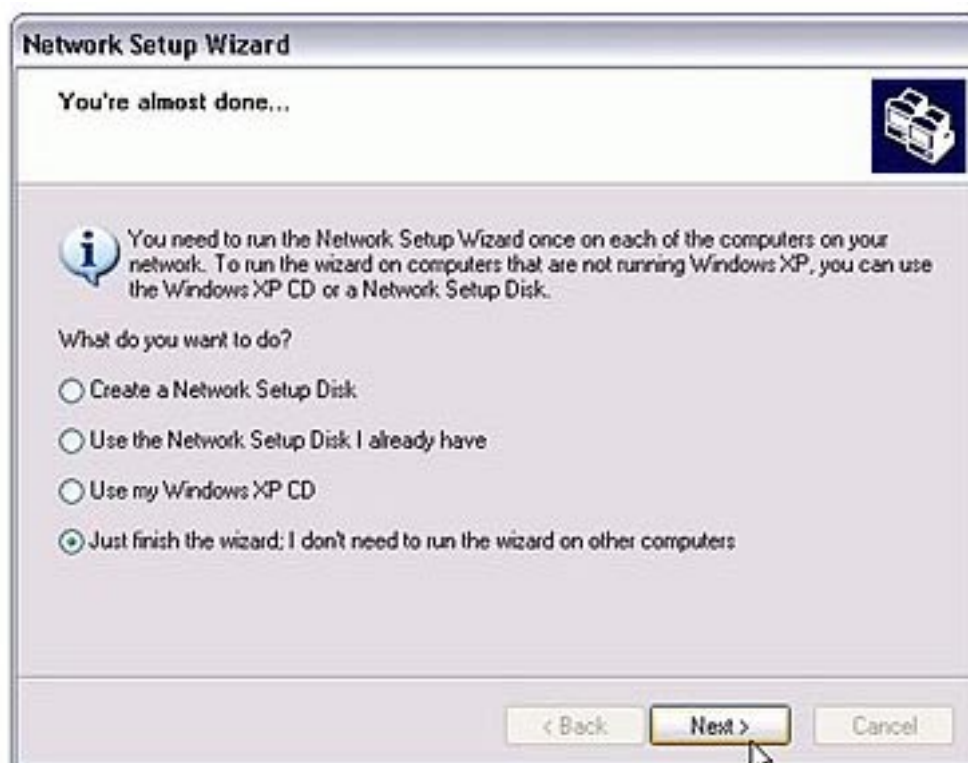 Network Setup Wizard
You're almost done...
You need to run the Network Setup Wizard once on each of the computers on your
network. To run the wizard on computers that are not running Windows XP, you can use
the Windows XP CD or a Network Setup Disk.
What do you want to do?
Create a Network Setup Disk
Use the Network Setup Disk I already have
Use my Windows XP CD
Just finish the wizard; I don't need to run the wizard on other computers
< Back Next > Cancel